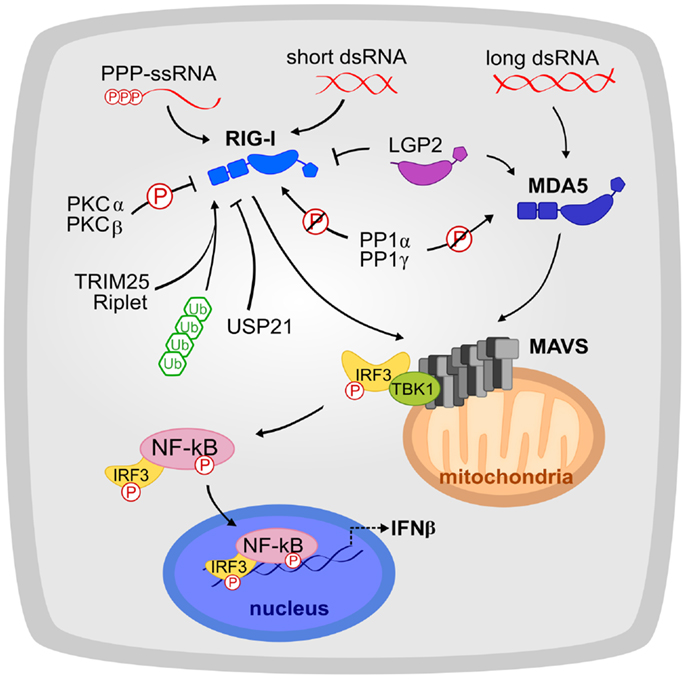 short dsRNA
long dsRNA
PPP-ssRNA
PPP
RIG-I
LGP2
MDA5
PKCα
PKCβ
P
P
PP1α
PP1γ
P
TRIM25
Riplet
Ub
Ub
Ub
Ub
USP21
MAVS
IRF3
P
TBK1
mitochondria
NF-kB
P
IRF3
P
IFNβ
NF-kB
P
IRF3
P
nucleus